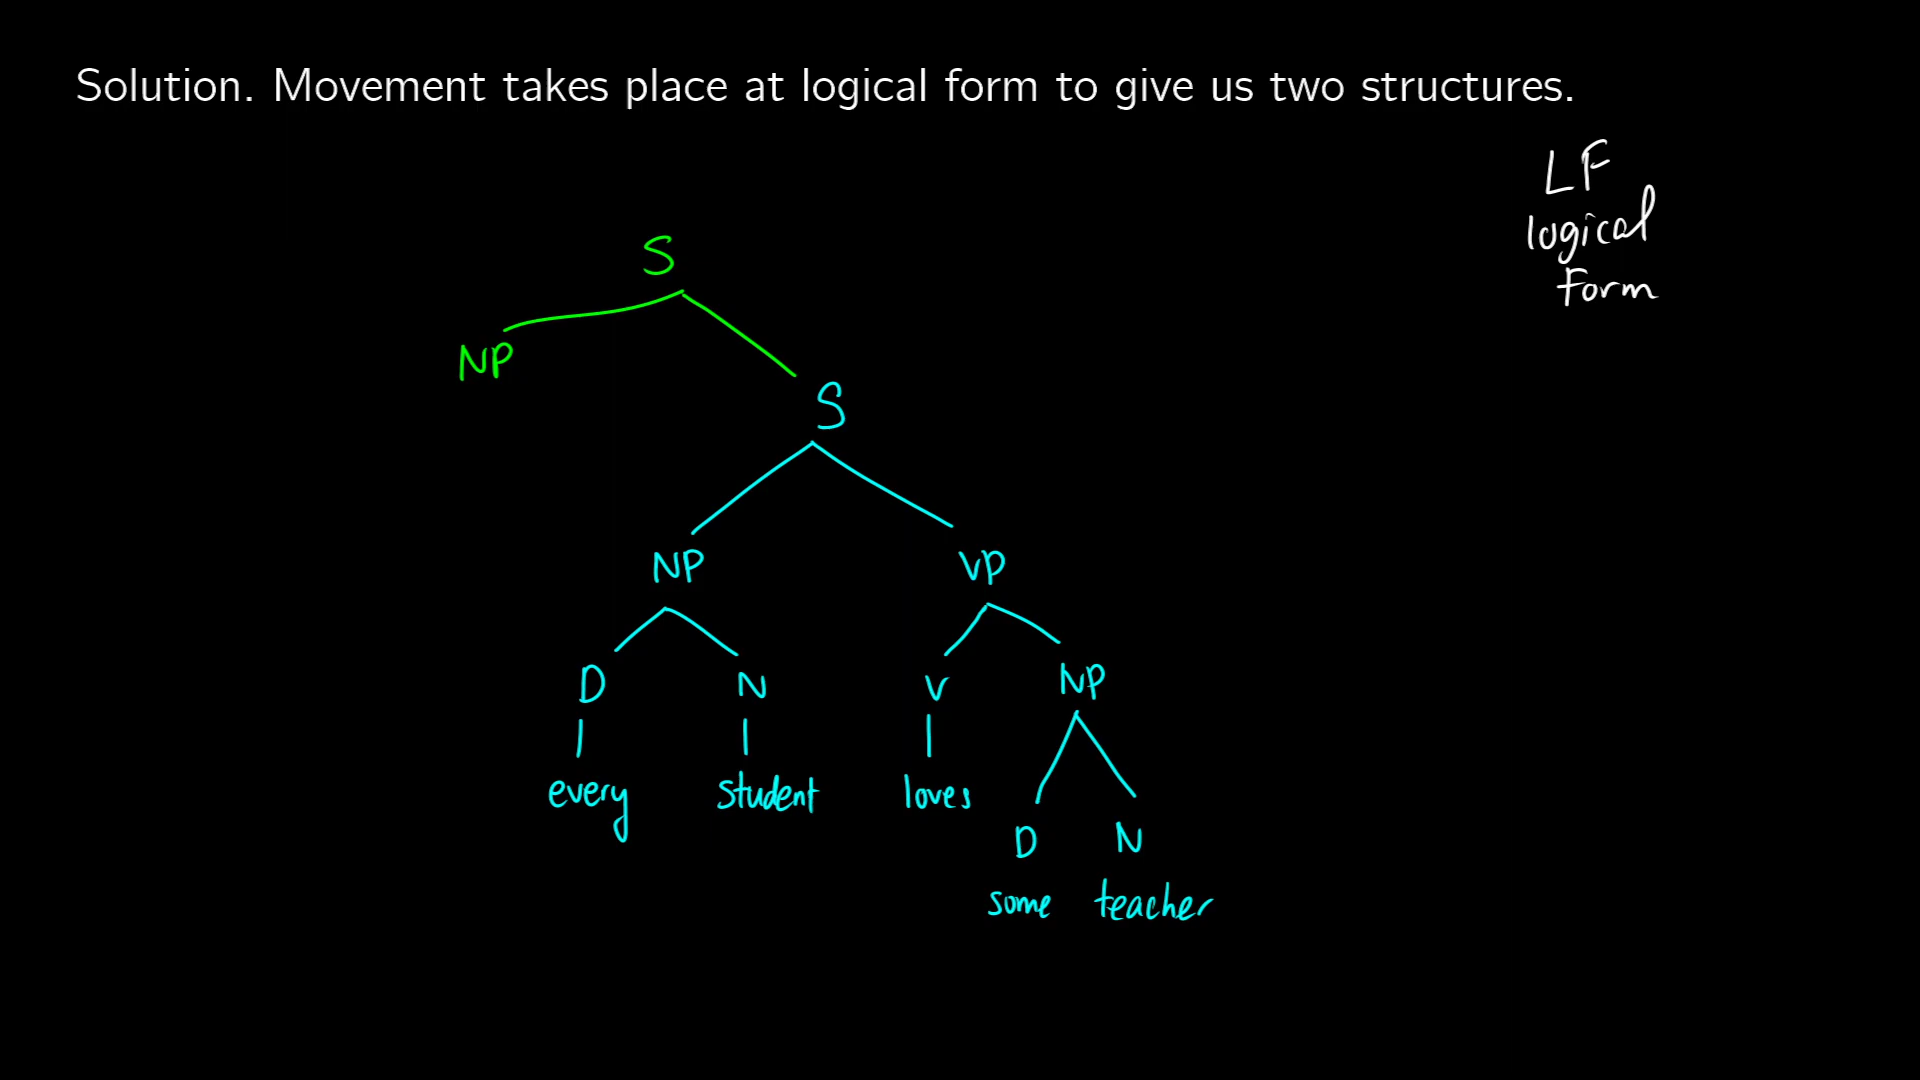 Solution. Movement takes place at logical form to give us two structures.
LF
logical
Form
S
NP
S
NP VP
D N V NP
every student loves
D N
some teacher